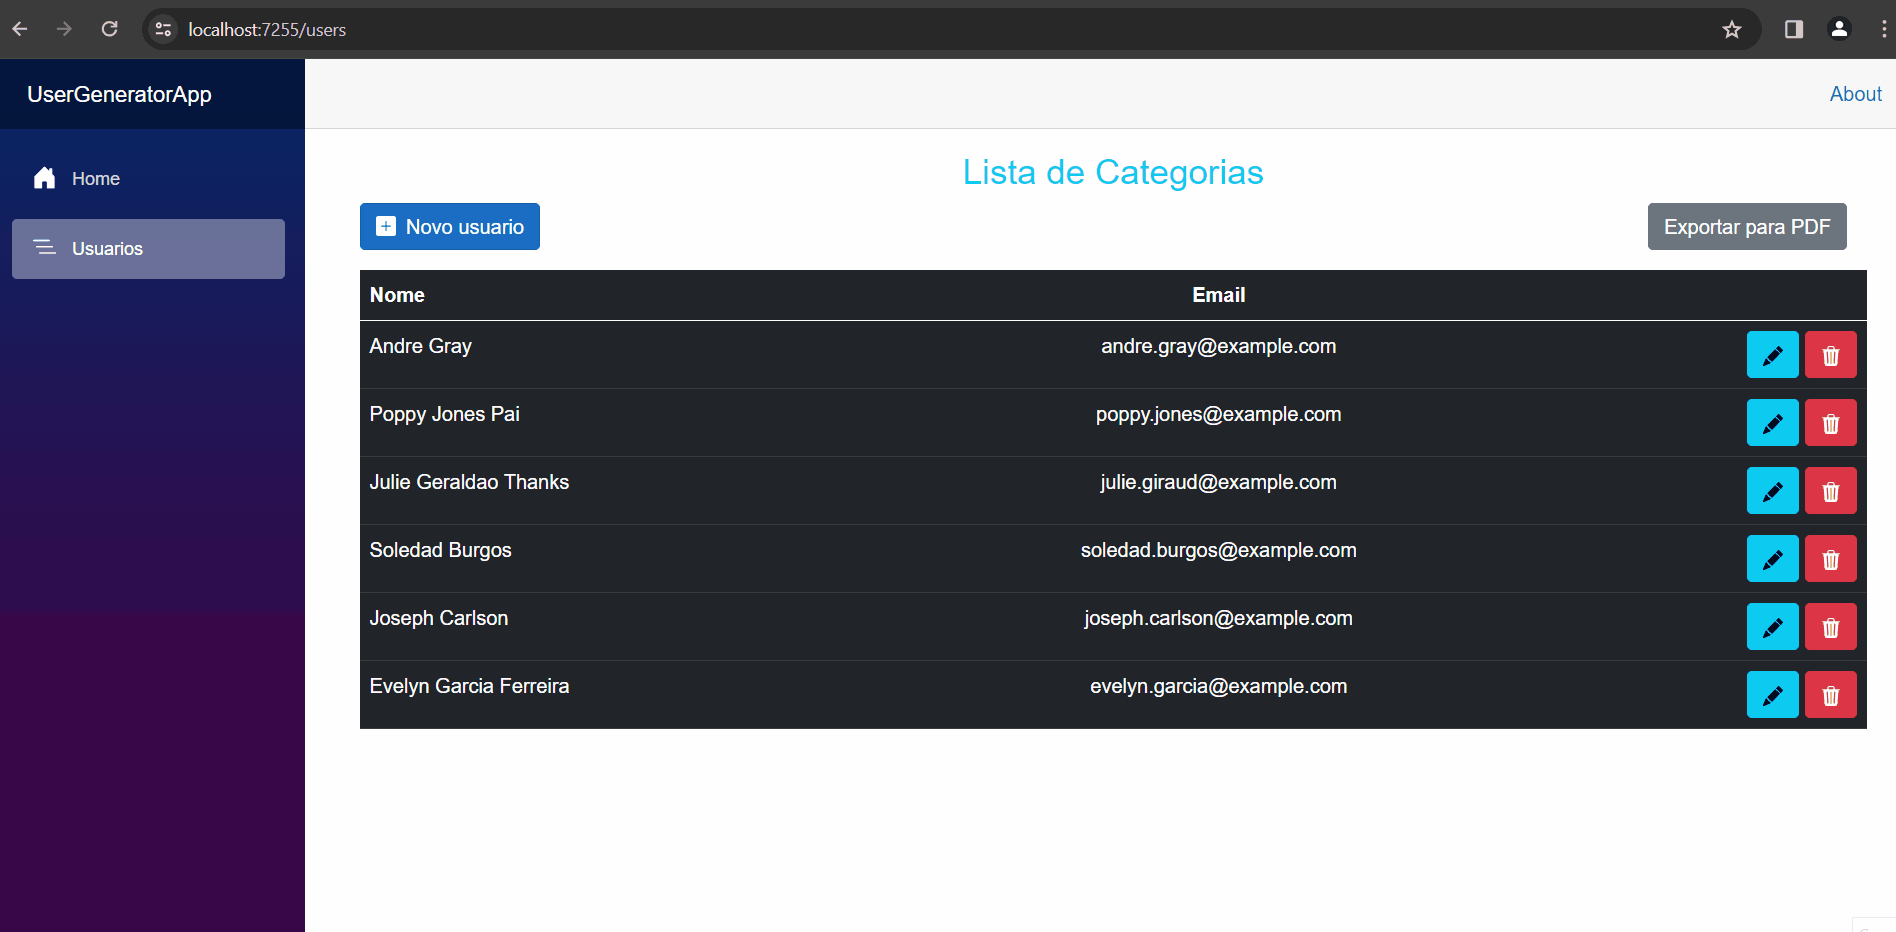 localhost:7255/users
UserGeneratorApp
About
Home
Usuarios
Lista de Categorias
Novo usuario
Exportar para PDF
Nome Email
Andre Gray andre.gray@example.com
Poppy Jones Pai poppy.jones@example.com
Julie Geraldao Thanks julie.giraud@example.com
Soledad Burgos soledad.burgos@example.com
Joseph Carlson joseph.carlson@example.com
Evelyn Garcia Ferreira evelyn.garcia@example.com